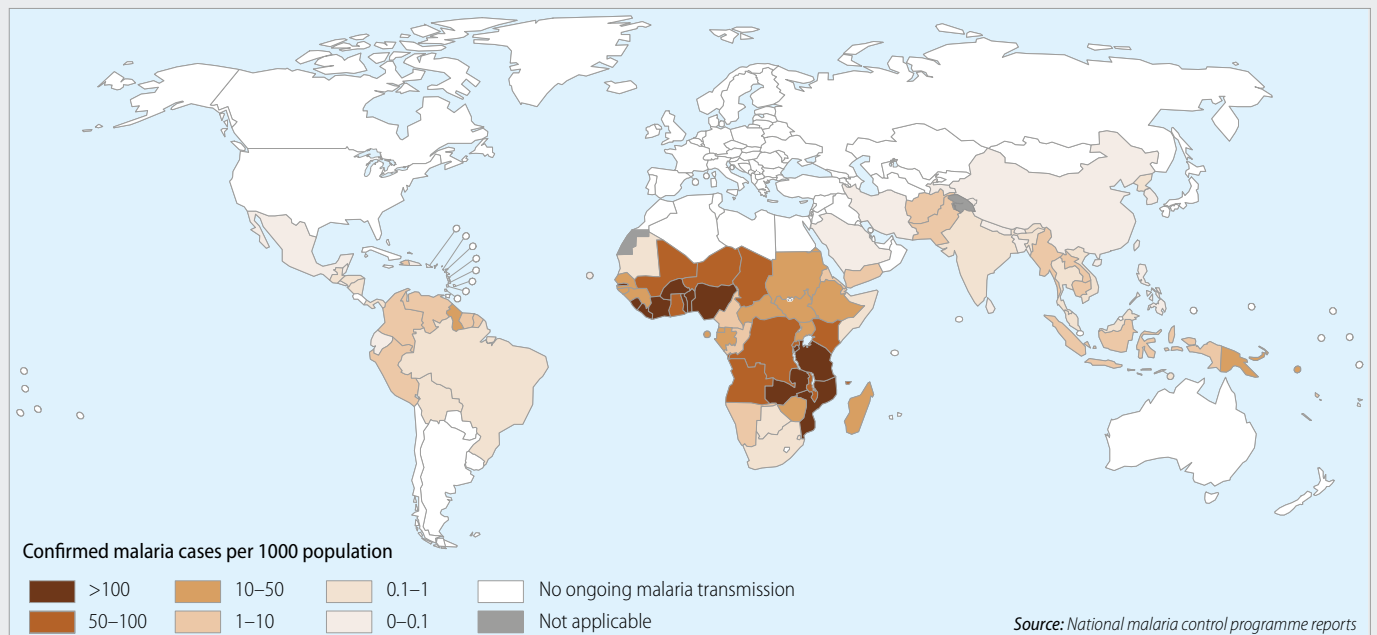 Confirmed malaria cases per 1000 population
>100
10–50
0.1–1
No ongoing malaria transmission
50–100
1–10
0–0.1
Not applicable
Source: National malaria control programme reports